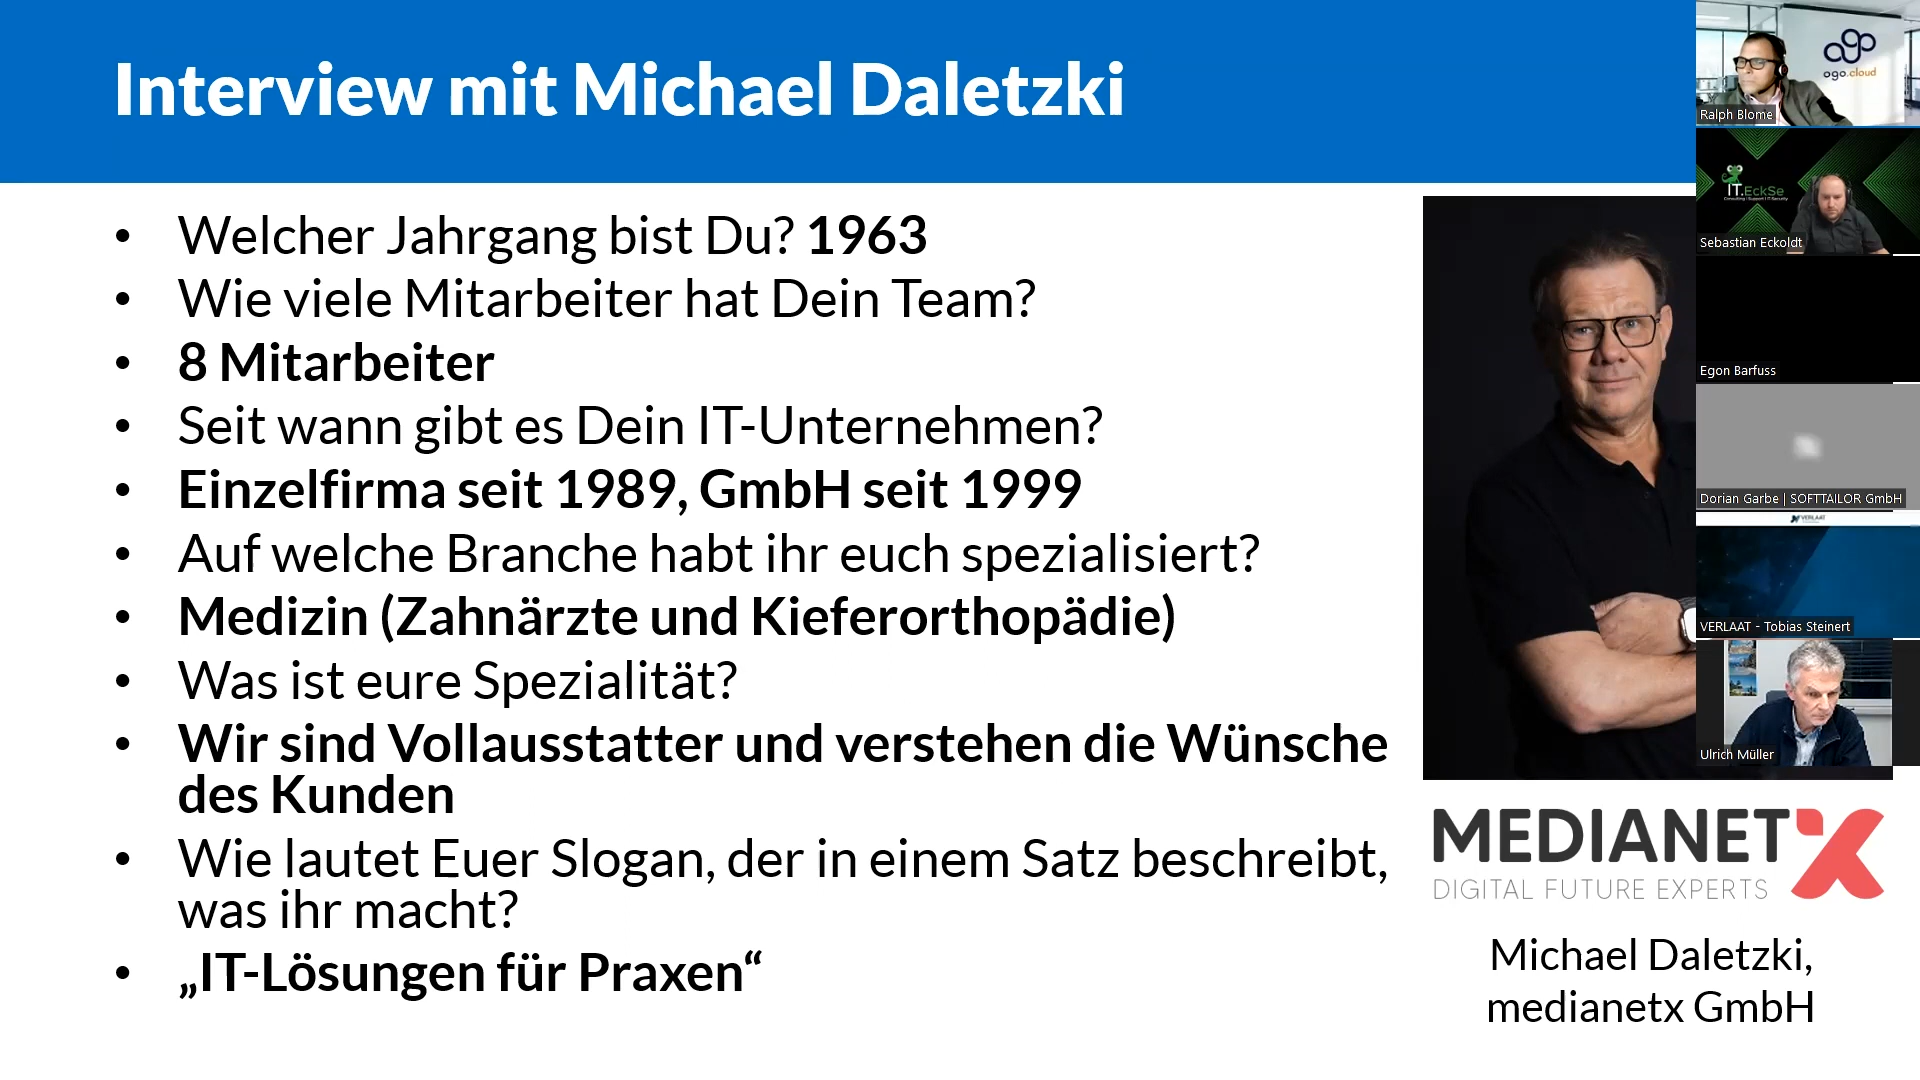 Interview mit Michael Daletzki
• Welcher Jahrgang bist Du? 1963
• Wie viele Mitarbeiter hat Dein Team?
• 8 Mitarbeiter
• Seit wann gibt es Dein IT-Unternehmen?
• Einzelfirma seit 1989, GmbH seit 1999
• Auf welche Branche habt ihr euch spezialisiert?
• Medizin (Zahnärzte und Kieferorthopädie)
• Was ist eure Spezialität?
• Wir sind Vollausstatter und verstehen die Wünsche
des Kunden
• Wie lautet Euer Slogan, der in einem Satz beschreibt,
was ihr macht?
• „IT-Lösungen für Praxen“
MEDIANETX
DIGITAL FUTURE EXPERTS
Michael Daletzki,
medianetx GmbH
ogo.cloud
Ralph Blome
IT.EckSe
Consulting | Support | IT-Security
Sebastian Eckoldt
Egon Barfuss
Dorian Garbe | SOFTTAILOR GmbH
VERLAAT
VERLAAT - Tobias Steinert
Ulrich Müller